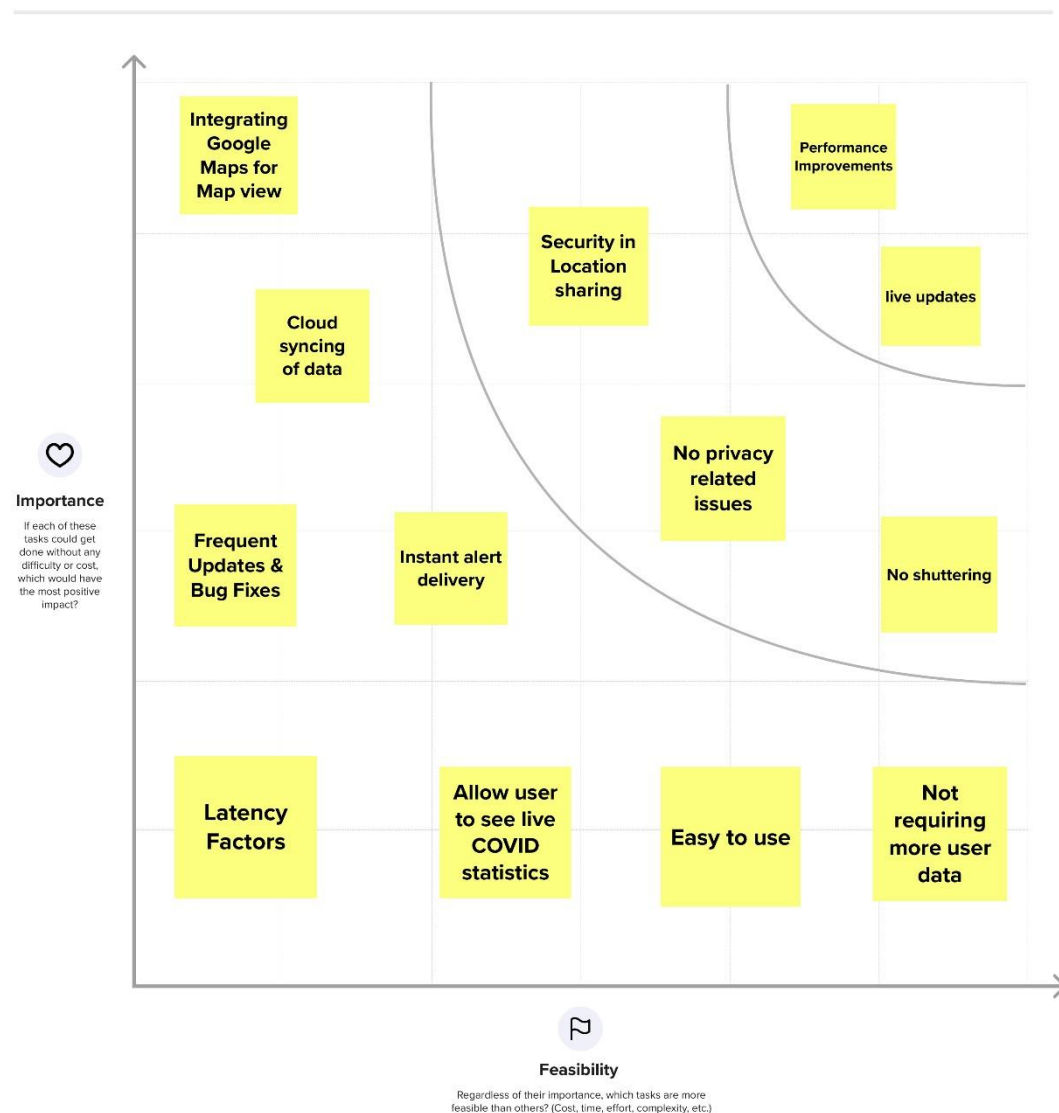 Integrating
Google
Maps for
Map view
Performance
Improvements
Security in
Location
sharing
live updates
Cloud
syncing
of data
No privacy
related
issues
Importance
If each of these
tasks could get
done without any
difficulty or cost,
which would have
the most positive
impact?
Frequent
Updates &
Bug Fixes
Instant alert
delivery
No shuttering
Latency
Factors
Allow user
to see live
COVID
statistics
Easy to use
Not
requiring
more user
data
Feasibility
Regardless of their importance, which tasks are more
feasible than others? (Cost, time, effort, complexity, etc.)